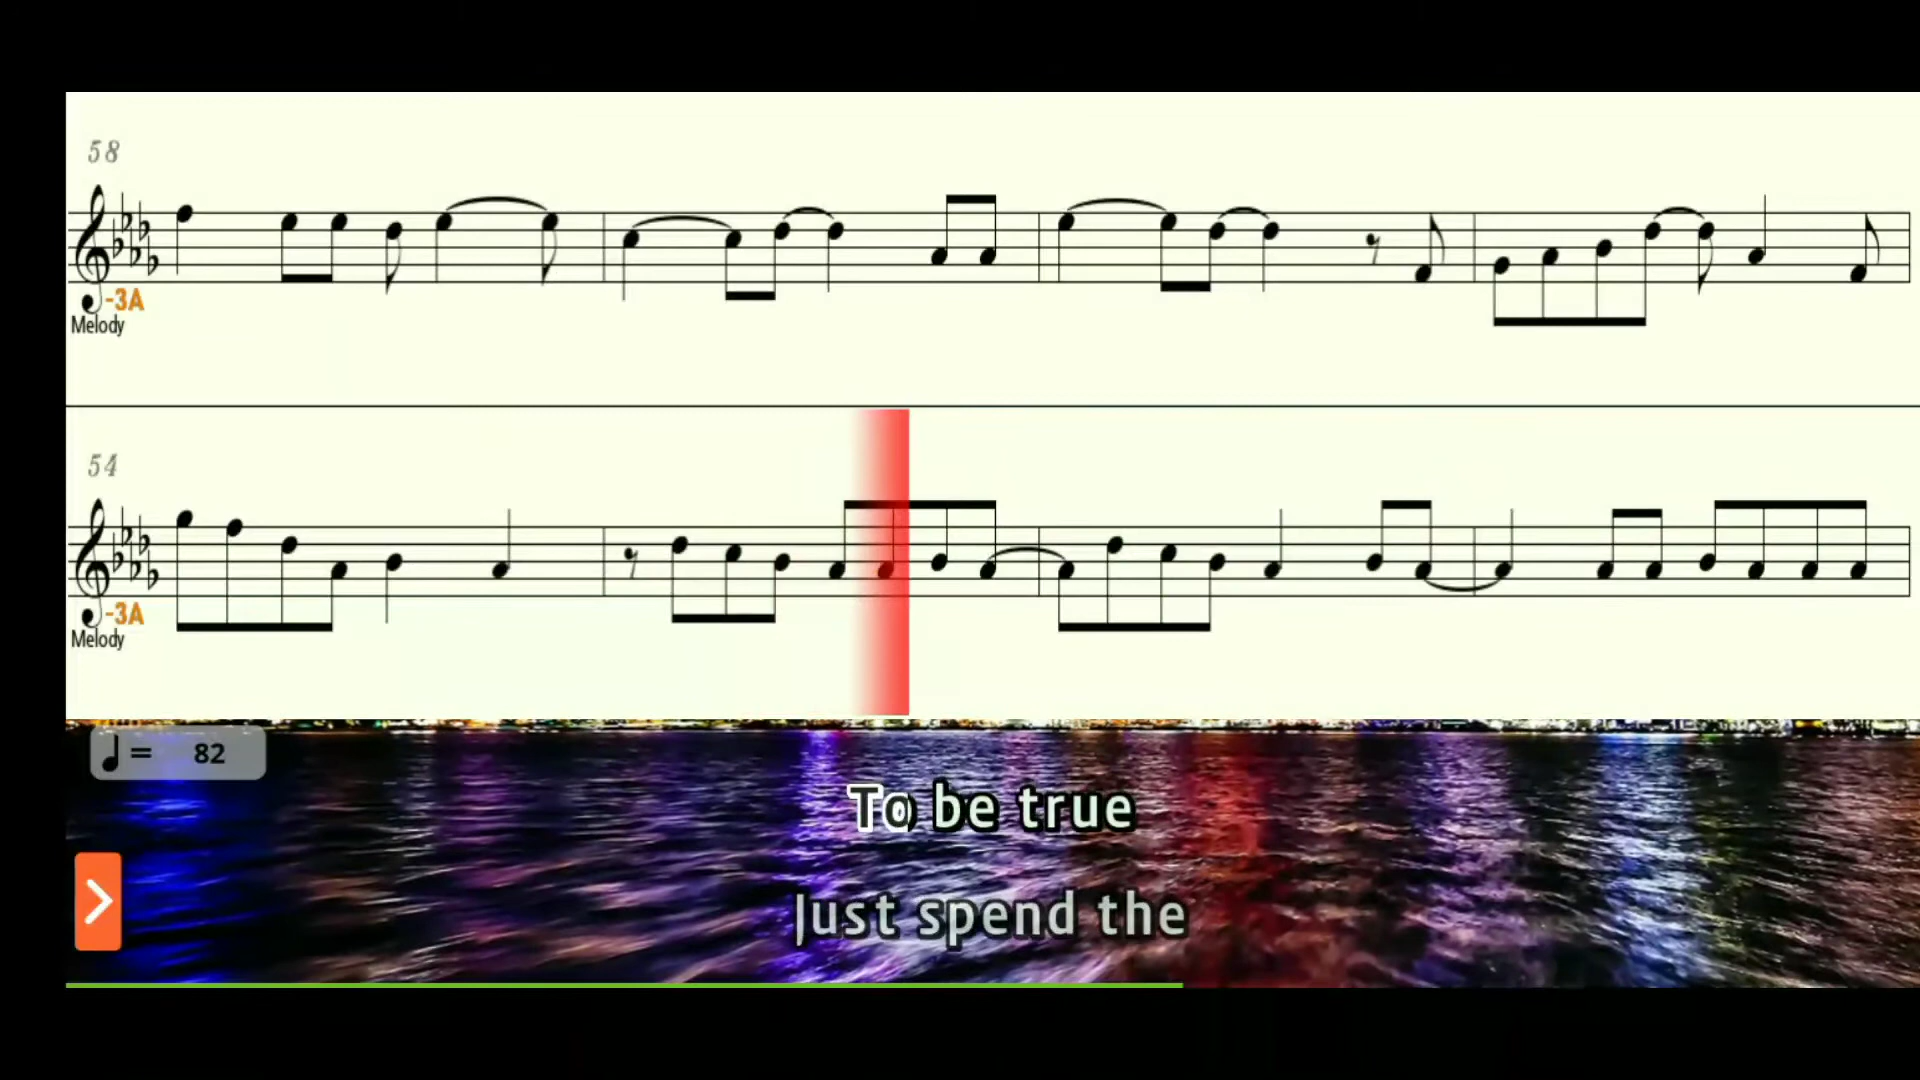 58
-3A
Melody
54
-3A
Melody
= 82
To be true
Just spend the